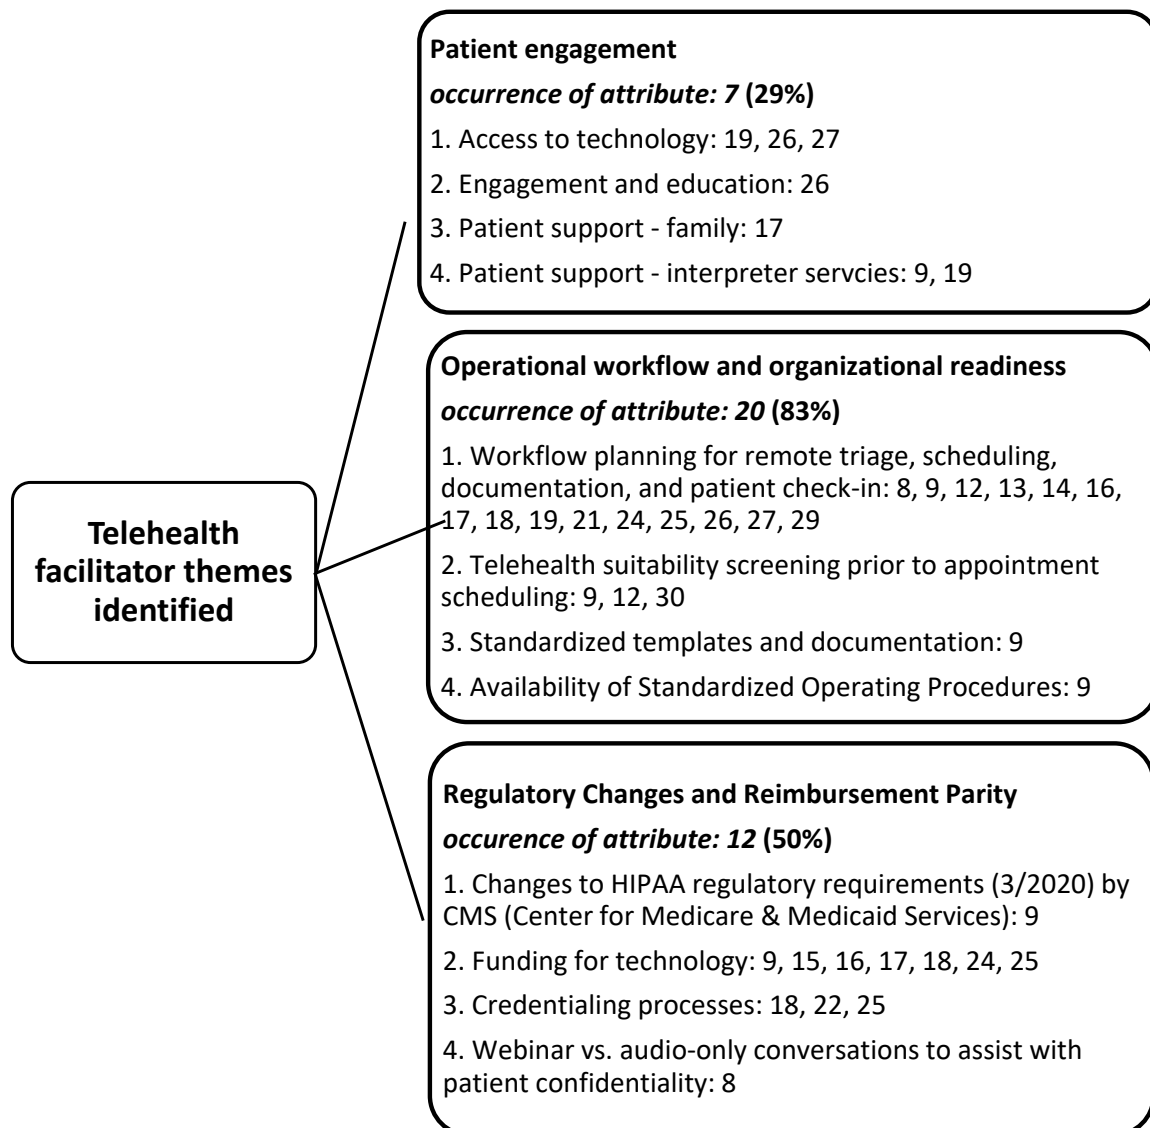 Patient engagement
occurrence of attribute: 7 (29%)
1. Access to technology: 19, 26, 27
2. Engagement and education: 26
3. Patient support - family: 17
4. Patient support - interpreter servcies: 9, 19
Operational workflow and organizational readiness
occurrence of attribute: 20 (83%)
1. Workflow planning for remote triage, scheduling,
documentation, and patient check-in: 8, 9, 12, 13, 14, 16,
17, 18, 19, 21, 24, 25, 26, 27, 29
2. Telehealth suitability screening prior to appointment
scheduling: 9, 12, 30
3. Standardized templates and documentation: 9
4. Availability of Standardized Operating Procedures: 9
Telehealth
facilitator themes
identified
Regulatory Changes and Reimbursement Parity
occurence of attribute: 12 (50%)
1. Changes to HIPAA regulatory requirements (3/2020) by
CMS (Center for Medicare & Medicaid Services): 9
2. Funding for technology: 9, 15, 16, 17, 18, 24, 25
3. Credentialing processes: 18, 22, 25
4. Webinar vs. audio-only conversations to assist with
patient confidentiality: 8